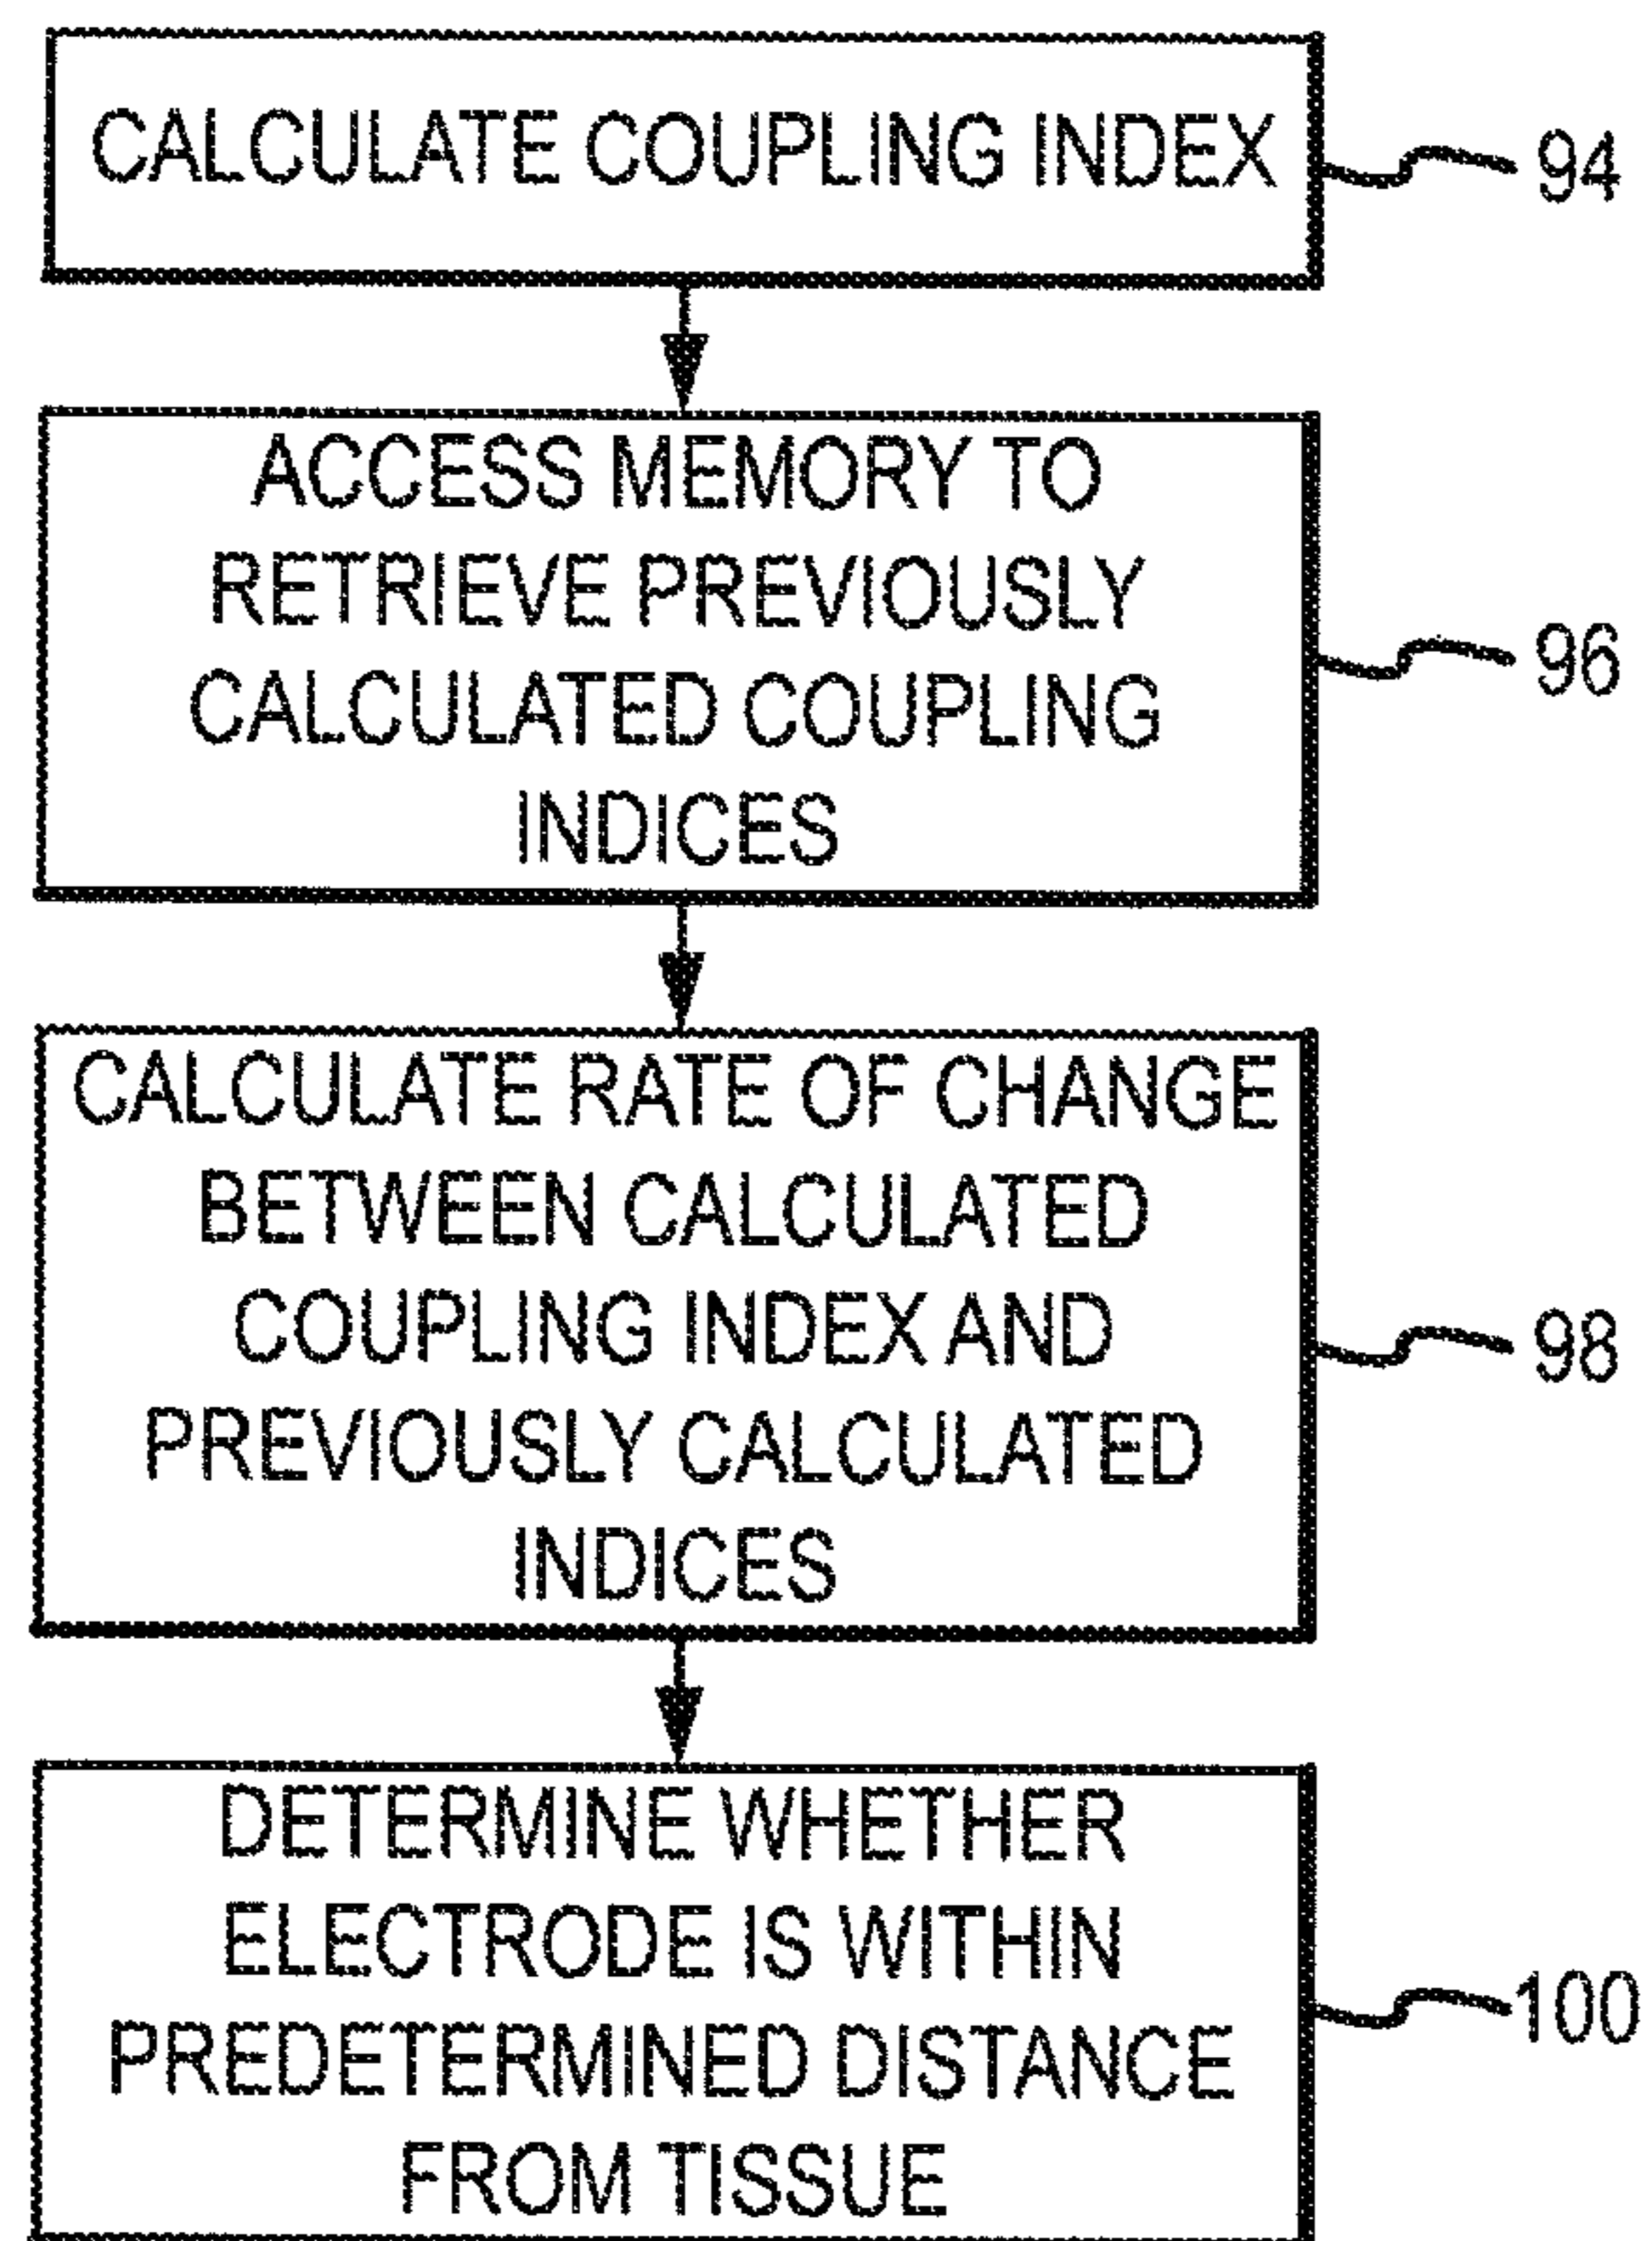 CALCULATE COUPLING INDEX
94
ACCESS MEMORY TO
RETRIEVE PREVIOUSLY
CALCULATED COUPLING
INDICES
96
CALCULATE RATE OF CHANGE
BETWEEN CALCULATED
COUPLING INDEX AND
PREVIOUSLY CALCULATED
INDICES
98
DETERMINE WHETHER
ELECTRODE IS WITHIN
PREDETERMINED DISTANCE
FROM TISSUE
100